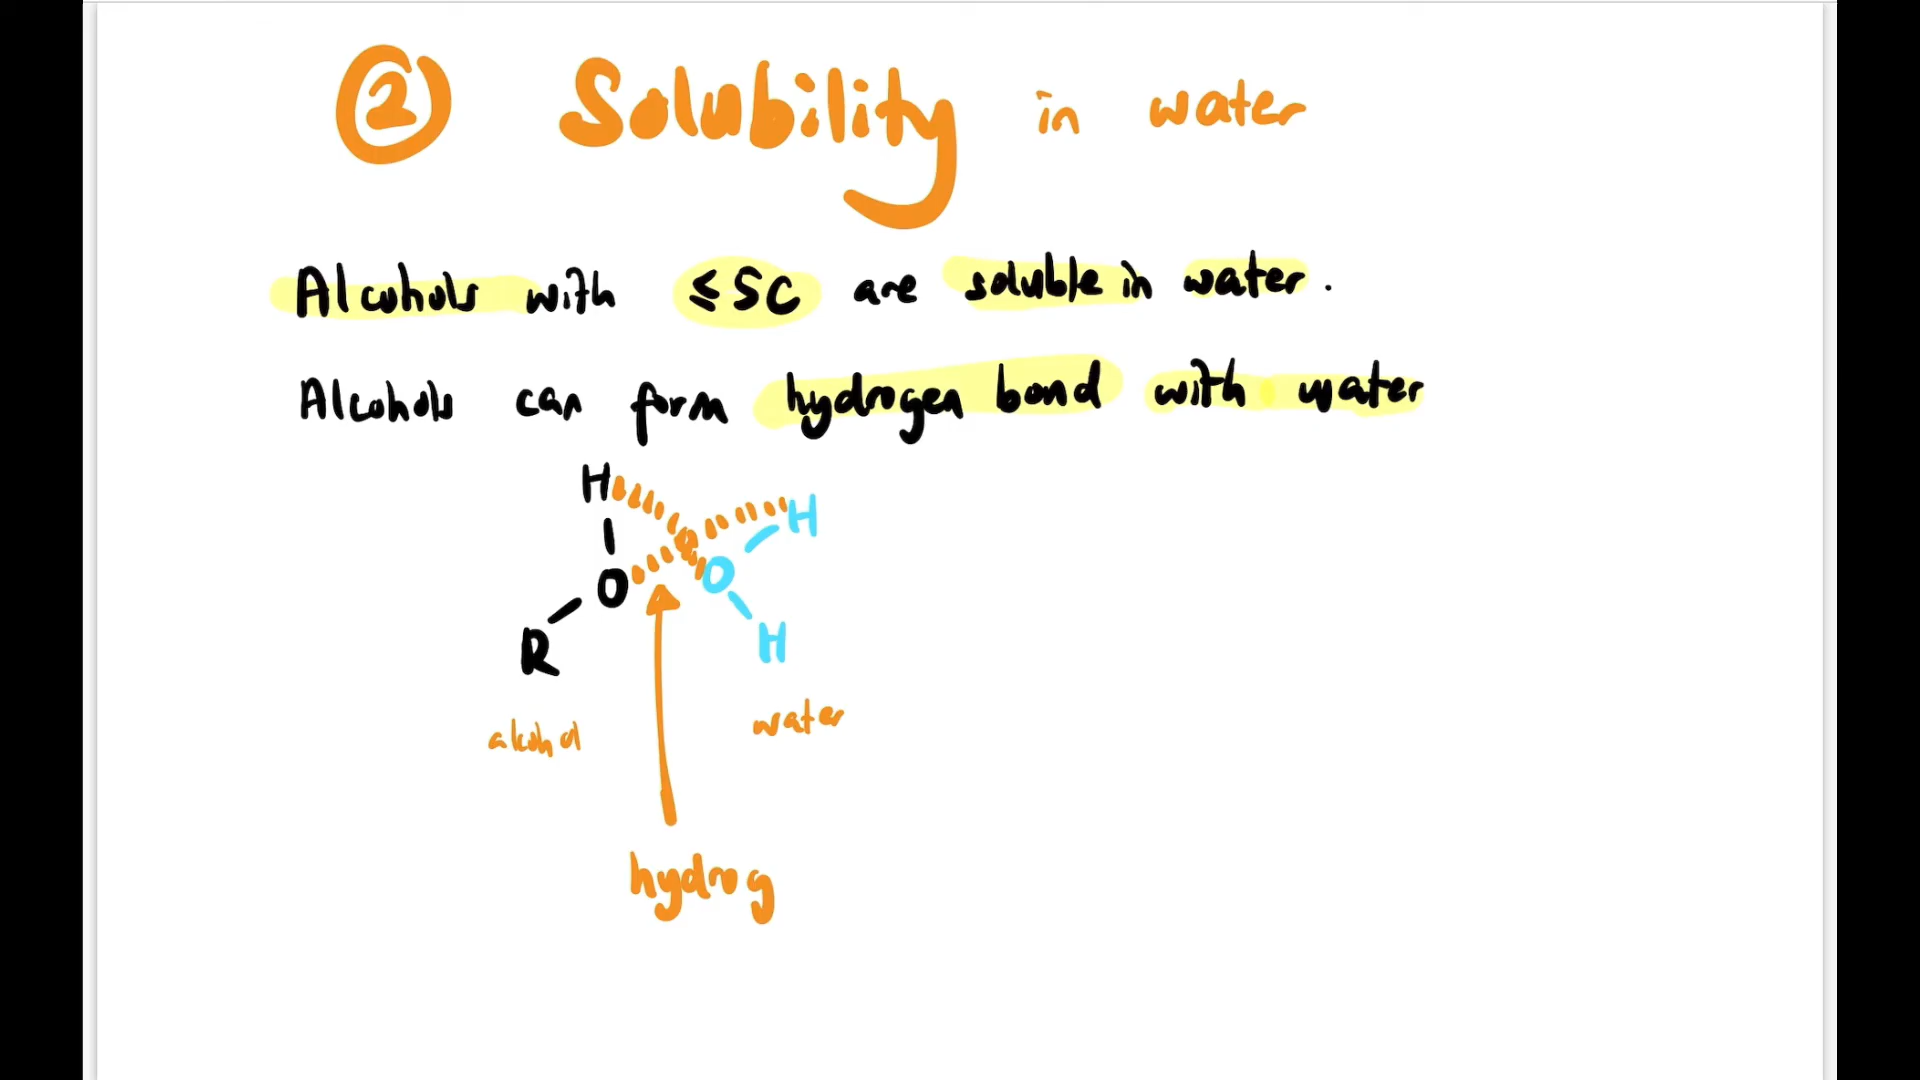 2 Solubility in water
Alcohols with ≤5C are soluble in water.
Alcohols can form hydrogen bond with water
H
H
O
O
R
H
alcohol
water
hydrog